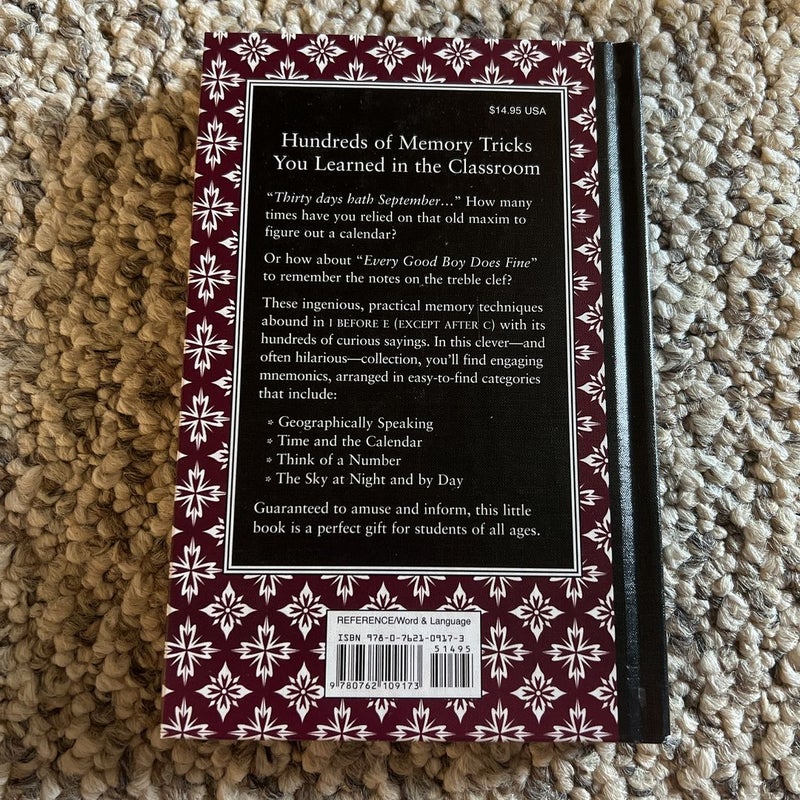 $14.95 USA
Hundreds of Memory Tricks
You Learned in the Classroom
“Thirty days hath September...” How many
times have you relied on that old maxim to
figure out a calendar?
Or how about “Every Good Boy Does Fine”
to remember the notes on the treble clef?
These ingenious, practical memory techniques
abound in I BEFORE E (EXCEPT AFTER C) with its
hundreds of curious sayings. In this clever—and
often hilarious—collection, you’ll find engaging
mnemonics, arranged in easy-to-find categories
that include:
Geographically Speaking
Time and the Calendar
Think of a Number
The Sky at Night and by Day
Guaranteed to amuse and inform, this little
book is a perfect gift for students of all ages.
REFERENCE/Word & Language
ISBN 978-0-7621-0917-3
51495
9 780762 109173